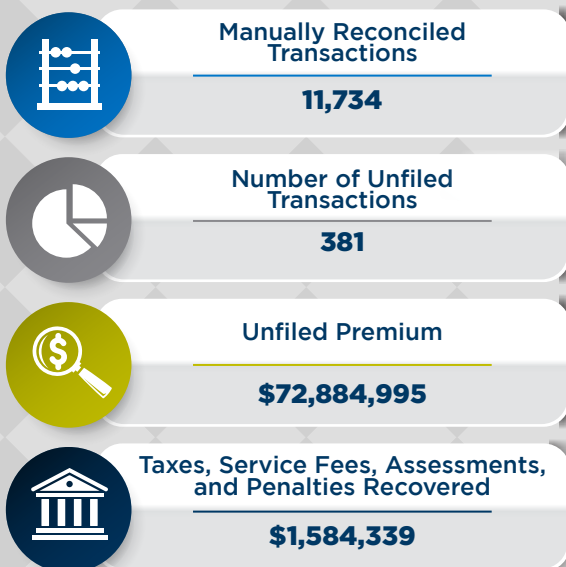 Manually Reconciled
Transactions
11,734
Number of Unfiled
Transactions
381
Unfiled Premium
$72,884,995
Taxes, Service Fees, Assessments,
and Penalties Recovered
$1,584,339